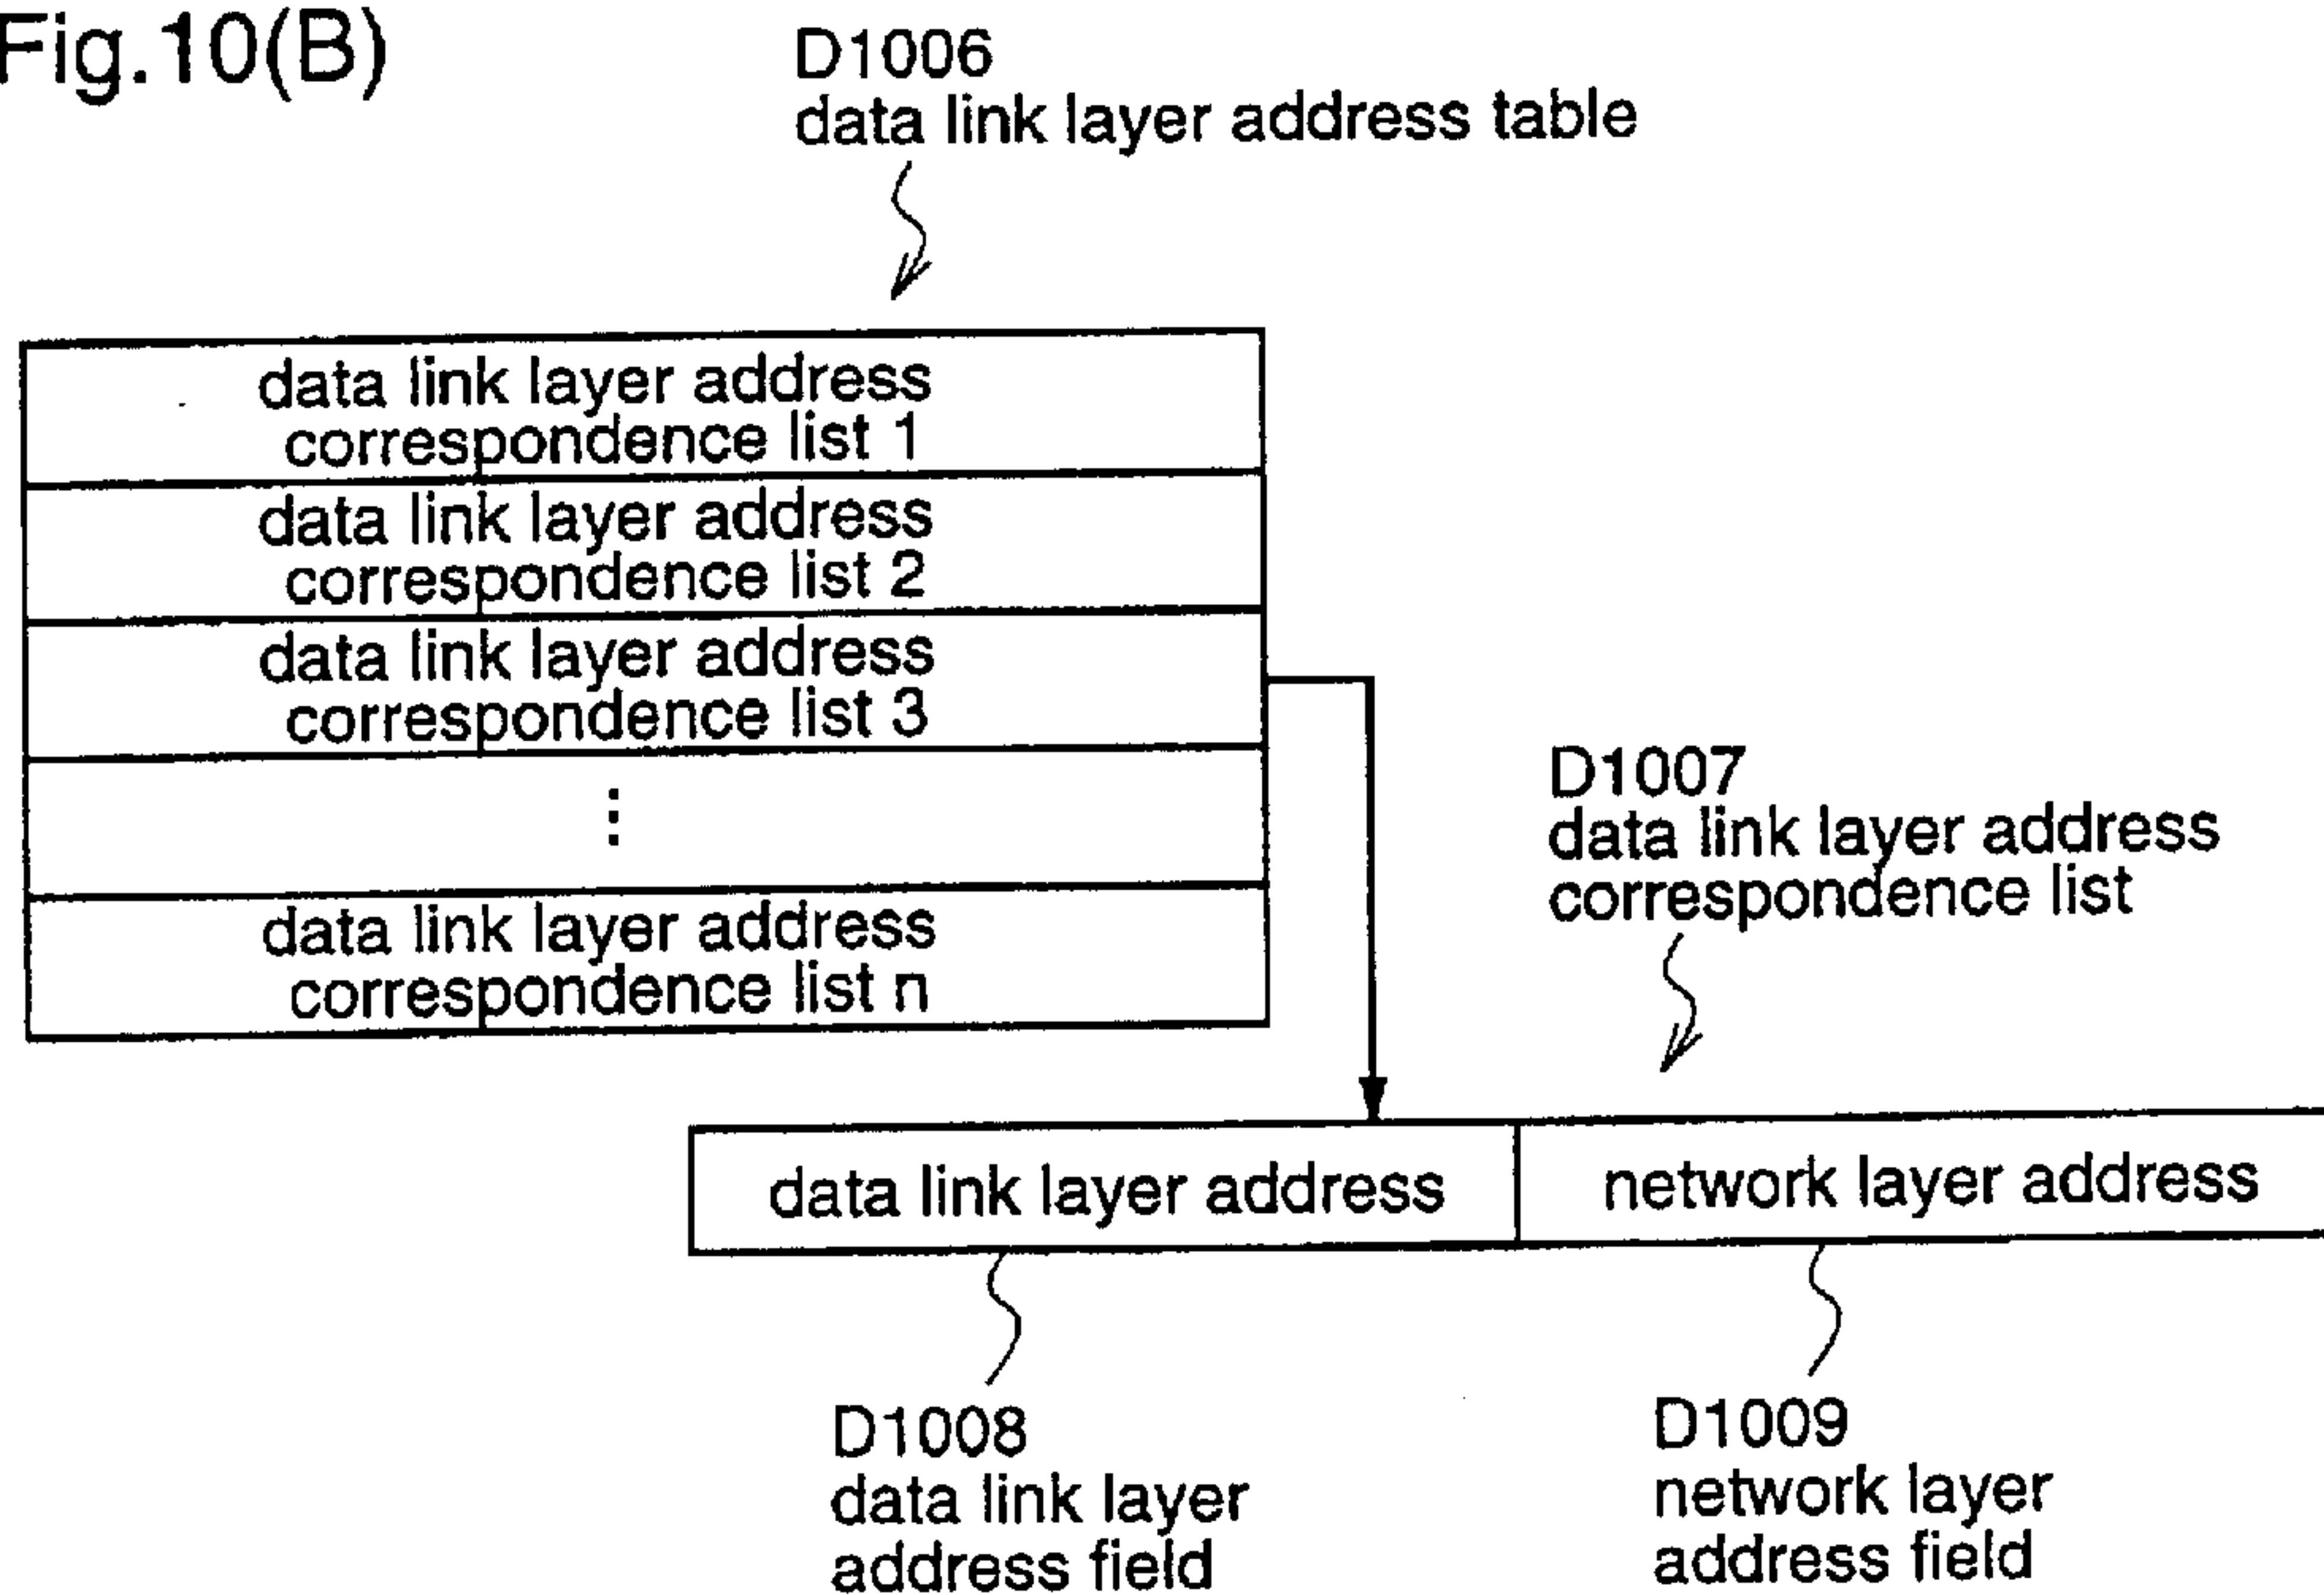 Fig.10(B)
D1006
data link layer address table
data link layer address
correspondence list 1
data link layer address
correspondence list 2
data link layer address
correspondence list 3
⋮
data link layer address
correspondence list n
D1007
data link layer address
correspondence list
data link layer address
network layer address
D1008
data link layer
address field
D1009
network layer
address field